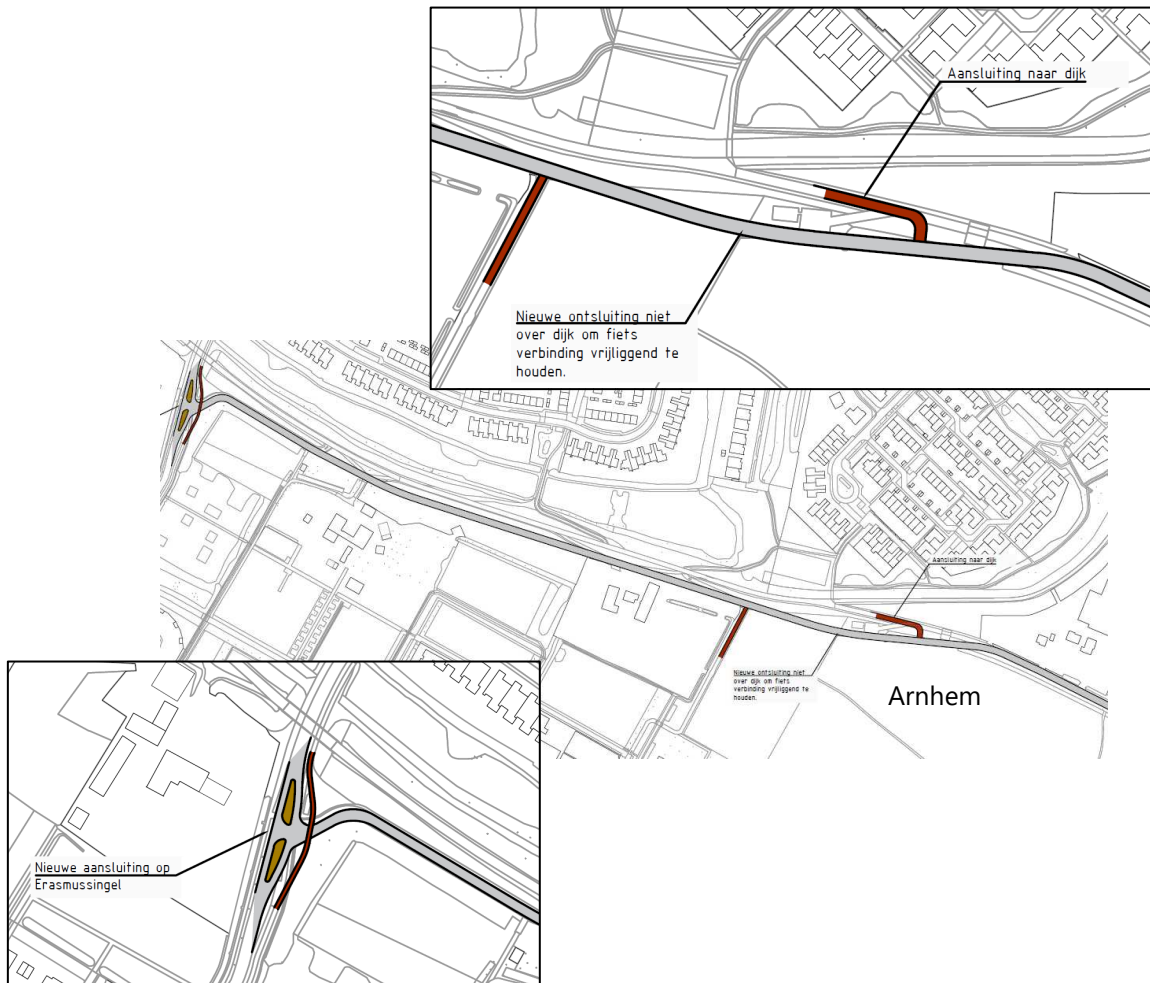 Aansluiting naar dijk
Nieuwe ontsluiting niet
over dijk om fiets
verbinding vrijliggend te
houden.
Aansluiting naar dijk
Nieuwe ontsluiting niet
over dijk om fiets
verbinding vrijliggend te
houden.
Arnhem
Nieuwe aansluiting op
Erasmussingel